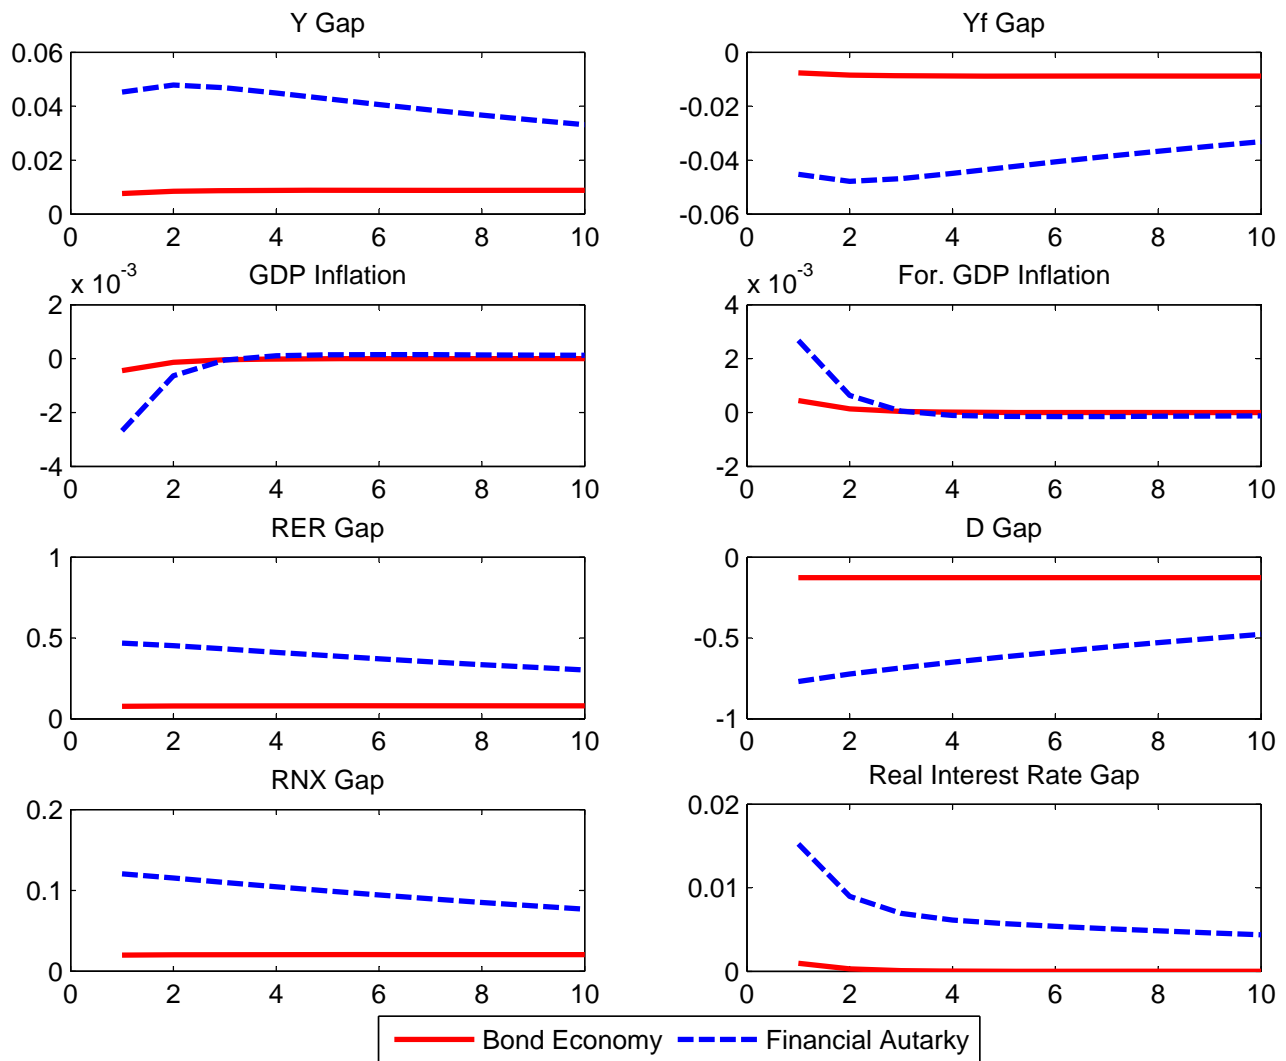 Y Gap
0.06
0.04
0.02
0
0 2 4 6 8 10
Yf Gap
0
-0.02
-0.04
-0.06
0 2 4 6 8 10
GDP Inflation
x 10^-3
2
0
-2
-4
0 2 4 6 8 10
For. GDP Inflation
x 10^-3
4
2
0
-2
0 2 4 6 8 10
RER Gap
1
0.5
0
0 2 4 6 8 10
D Gap
0
-0.5
-1
0 2 4 6 8 10
RNX Gap
0.2
0.1
0
0 2 4 6 8 10
Real Interest Rate Gap
0.02
0.01
0
0 2 4 6 8 10
Bond Economy Financial Autarky